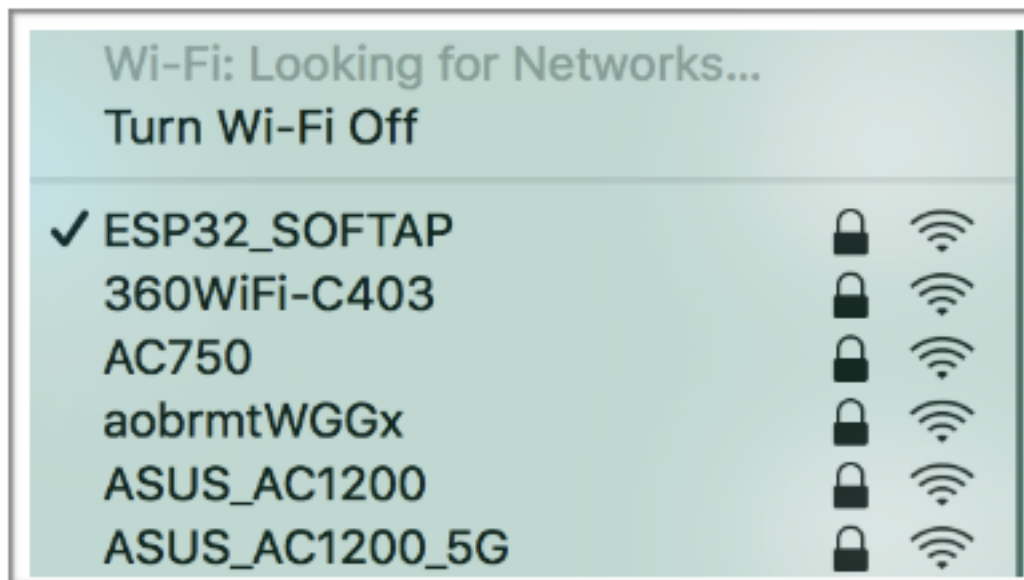 Wi-Fi: Looking for Networks...
Turn Wi-Fi Off
ESP32_SOFTAP
360WiFi-C403
AC750
aobrmtWGGx
ASUS_AC1200
ASUS_AC1200_5G